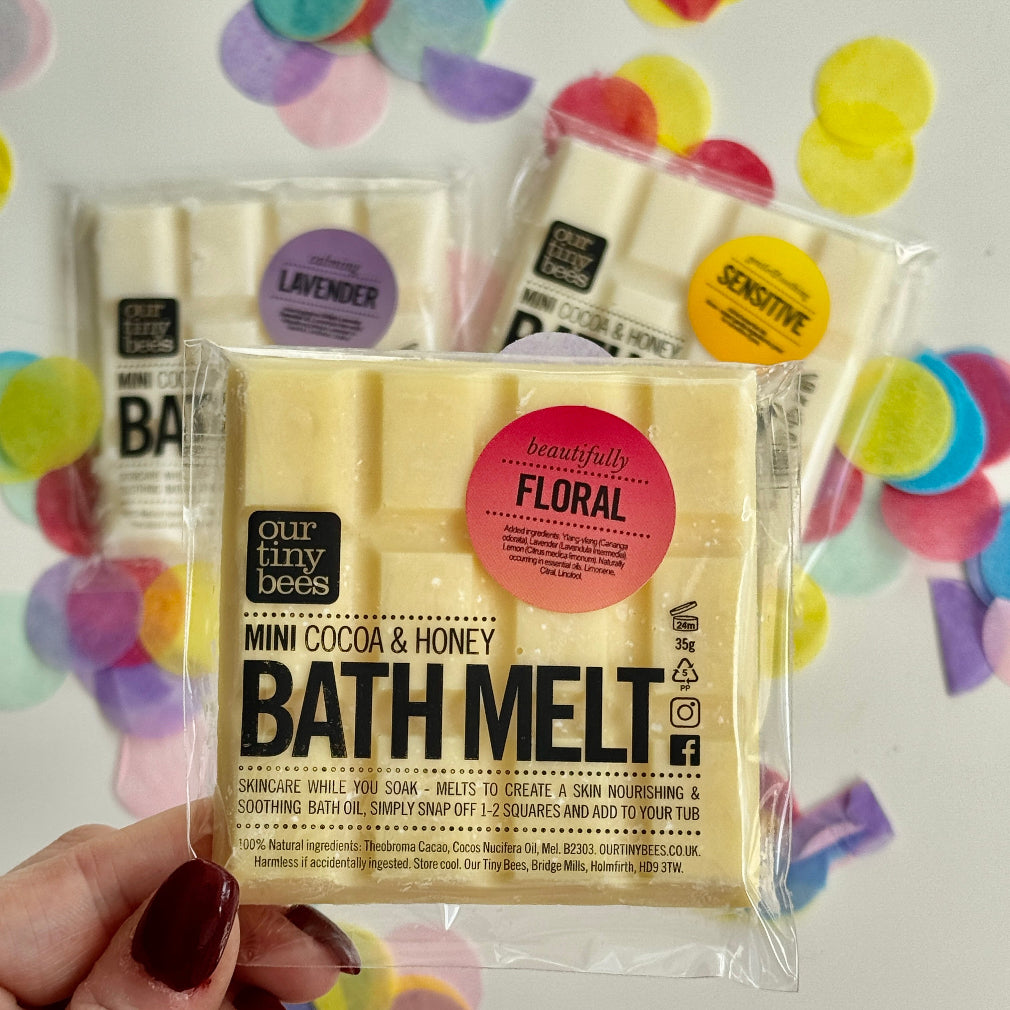 calming
LAVENDER
our
tiny
bees
MINI COC
BA
SENSITIVE
our
tiny
bees
MINI COCOA & HONEY
beautifully
FLORAL
Added ingredients: Ylang-ylang (Cananga
odorata), Lavender (Lavandula intermedia),
Lemon (Citrus medica limonum). Naturally
occurring in essential oils: Limonene,
Citral, Linolool.
our
tiny
bees
MINI COCOA & HONEY
BATH MELT
24m
35g
5
PP
SKINCARE WHILE YOU SOAK - MELTS TO CREATE A SKIN NOURISHING &
SOOTHING BATH OIL, SIMPLY SNAP OFF 1-2 SQUARES AND ADD TO YOUR TUB
100% Natural ingredients: Theobroma Cacao, Cocos Nucifera Oil, Mel. B2303. OURTINYBEES.CO.UK.
Harmless if accidentally ingested. Store cool. Our Tiny Bees, Bridge Mills, Holmfirth, HD9 3TW.